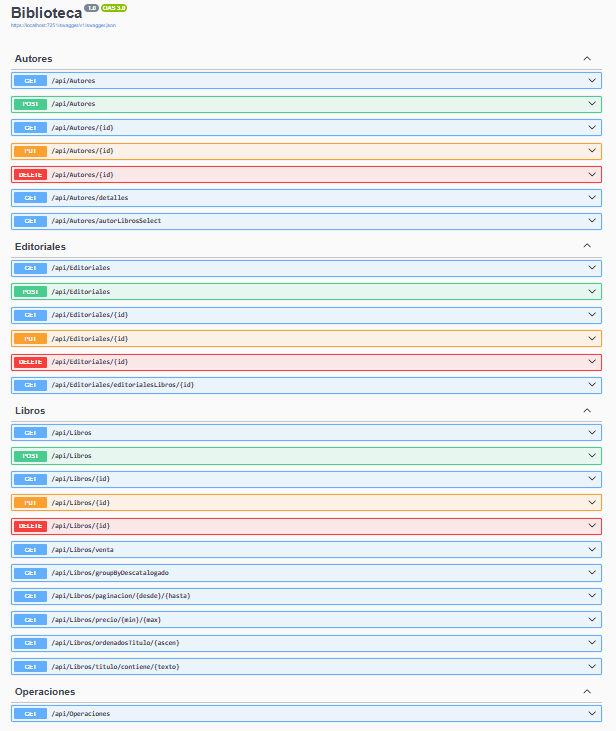 Biblioteca 1.0 OAS 3.0
https://localhost:7251/swagger/v1/swagger.json
Autores
GET /api/Autores
POST /api/Autores
GET /api/Autores/{id}
PUT /api/Autores/{id}
DELETE /api/Autores/{id}
GET /api/Autores/detalles
GET /api/Autores/autorLibrosSelect
Editoriales
GET /api/Editoriales
POST /api/Editoriales
GET /api/Editoriales/{id}
PUT /api/Editoriales/{id}
DELETE /api/Editoriales/{id}
GET /api/Editoriales/editorialesLibros/{id}
Libros
GET /api/Libros
POST /api/Libros
GET /api/Libros/{id}
PUT /api/Libros/{id}
DELETE /api/Libros/{id}
GET /api/Libros/venta
GET /api/Libros/groupByDescatalogado
GET /api/Libros/paginacion/{desde}/{hasta}
GET /api/Libros/precio/{min}/{max}
GET /api/Libros/ordenadosTitulo/{ascen}
GET /api/Libros/titulo/contiene/{texto}
Operaciones
GET /api/Operaciones